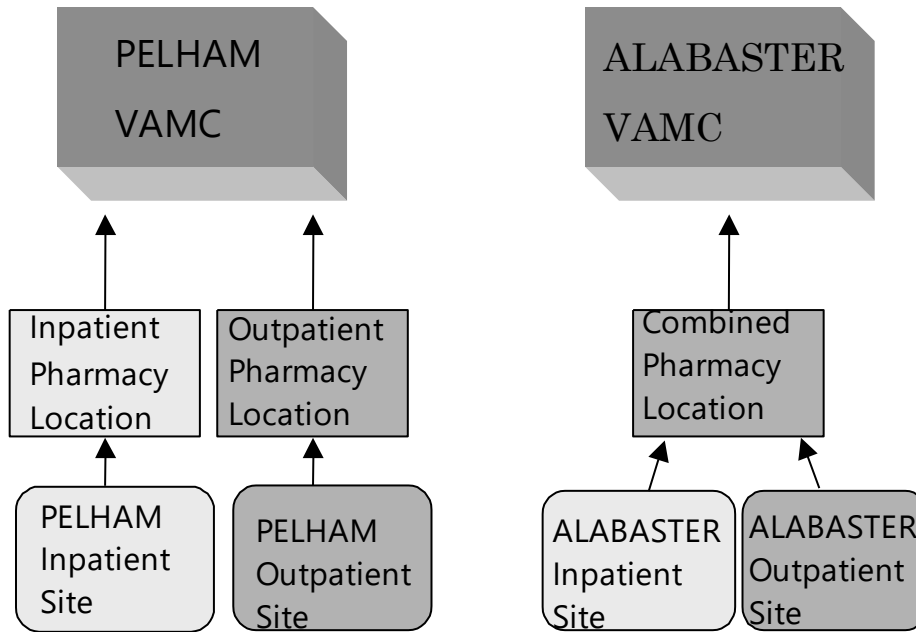 PELHAM
VAMC
ALABASTER
VAMC
Inpatient
Pharmacy
Location
Outpatient
Pharmacy
Location
Combined
Pharmacy
Location
PELHAM
Inpatient
Site
PELHAM
Outpatient
Site
ALABASTER
Inpatient
Site
ALABASTER
Outpatient
Site